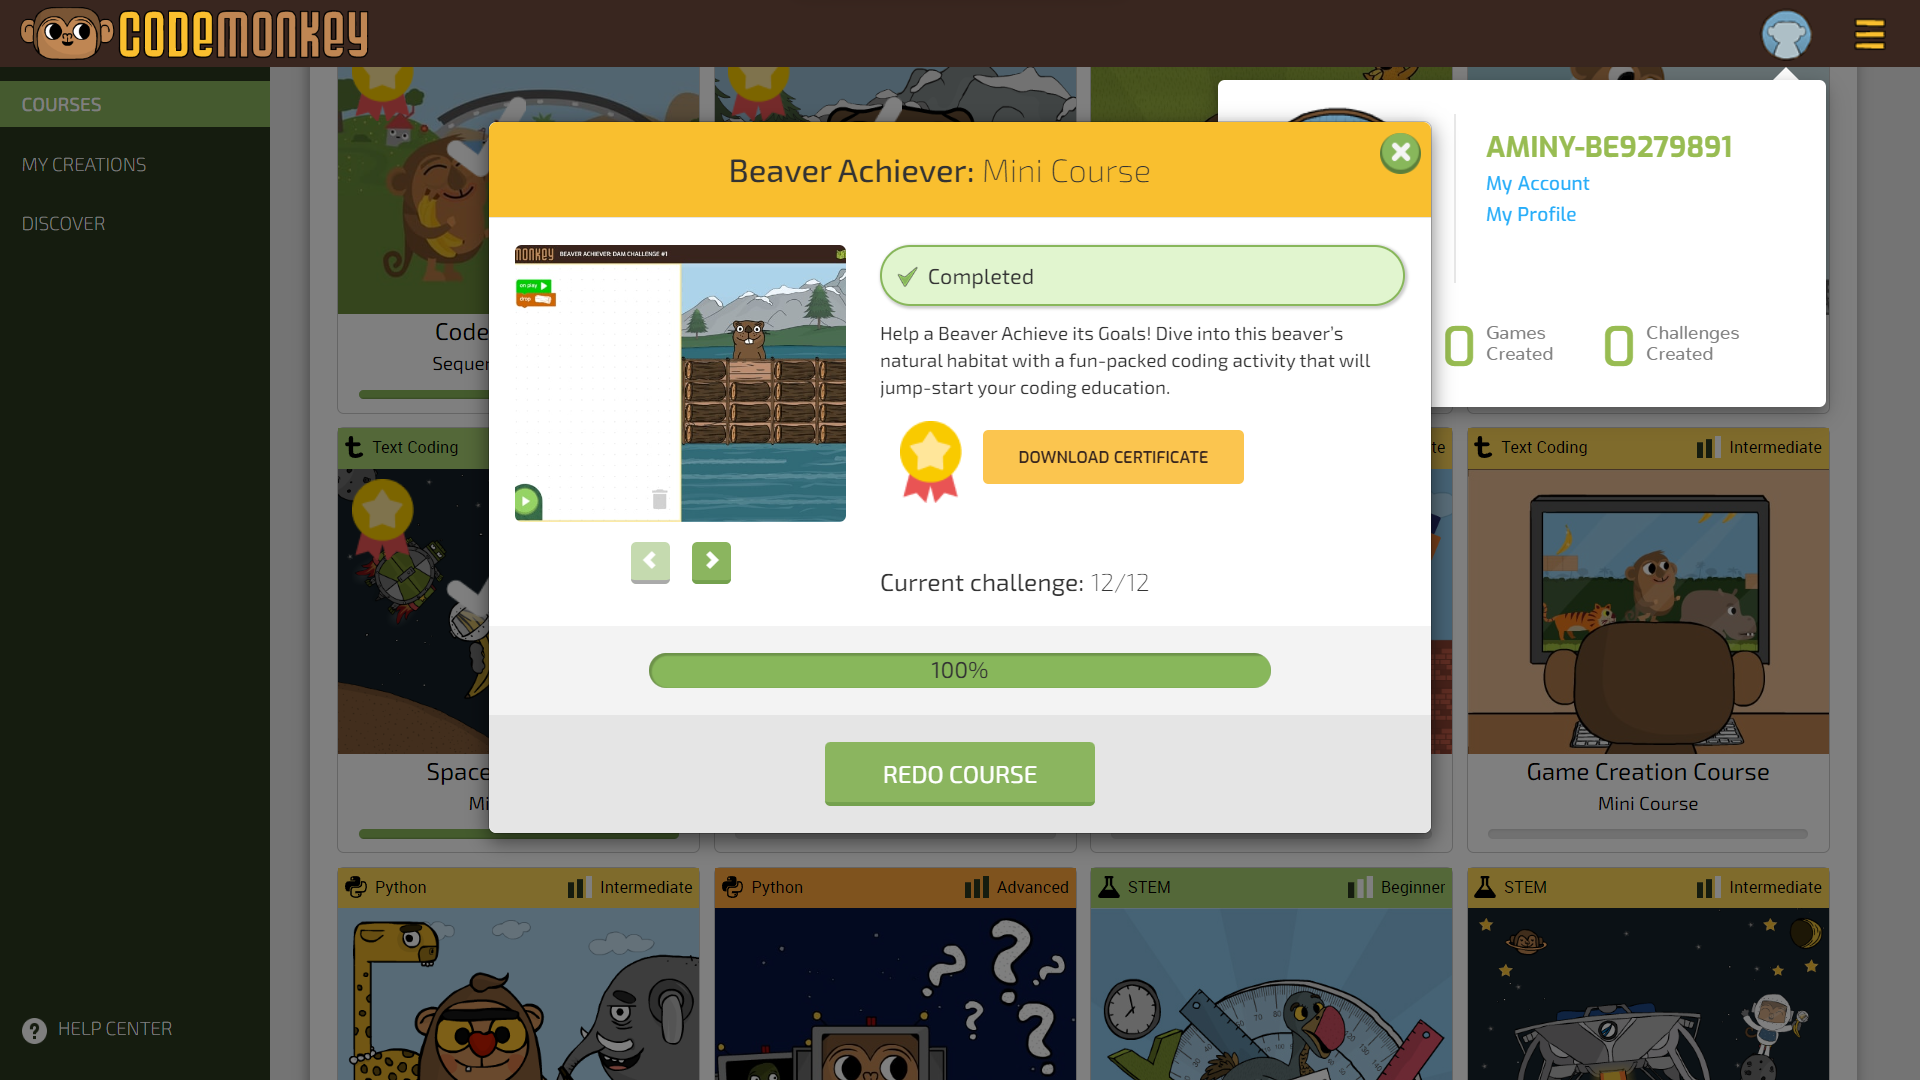 CODEMONKEY
COURSES
MY CREATIONS
DISCOVER
HELP CENTER
AMINY-BE9279891
My Account
My Profile
0 Games Created
0 Challenges Created
Beaver Achiever: Mini Course
MONKEY BEAVER ACHIEVER: DAM CHALLENGE #1
on play
drop
Completed
Help a Beaver Achieve its Goals! Dive into this beaver's
natural habitat with a fun-packed coding activity that will
jump-start your coding education.
DOWNLOAD CERTIFICATE
Current challenge: 12/12
100%
REDO COURSE
Code
Sequen
Text Coding
te
Text Coding Intermediate
Space
Mi
Game Creation Course
Mini Course
Python Intermediate
Python Advanced
STEM Beginner
STEM Intermediate